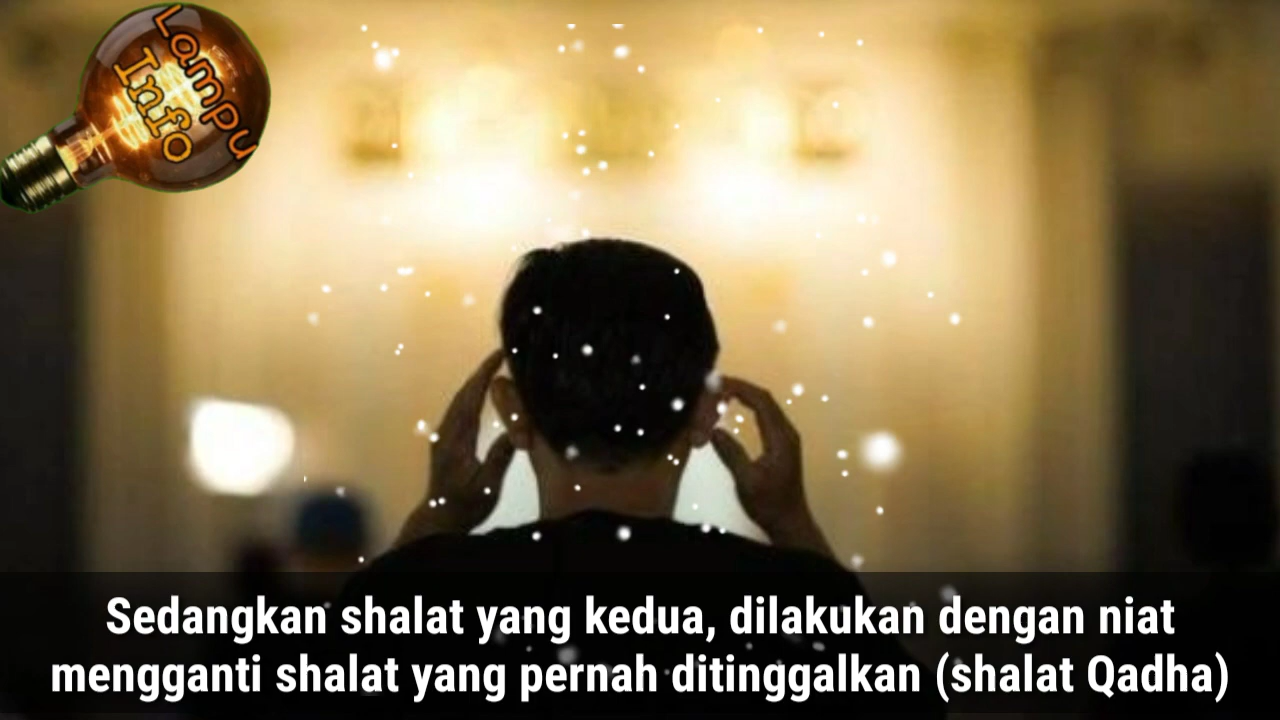 Lampu
Info
Sedangkan shalat yang kedua, dilakukan dengan niat
mengganti shalat yang pernah ditinggalkan (shalat Qadha)